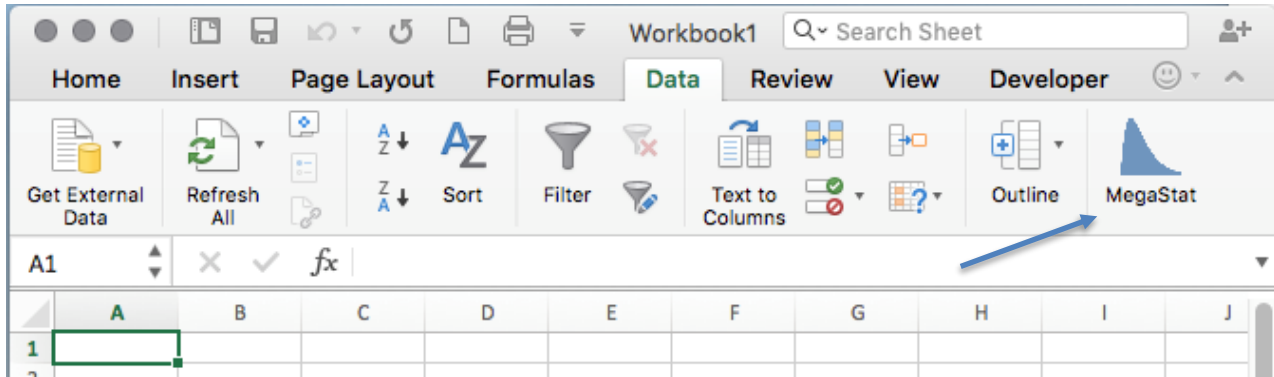 Workbook1 Search Sheet
Home Insert Page Layout Formulas Data Review View Developer
A Z
A Z
Z A
Get External Data
Refresh All
Sort
Filter
Text to Columns
?
Outline
MegaStat
A1 fx
A B C D E F G H I J
1